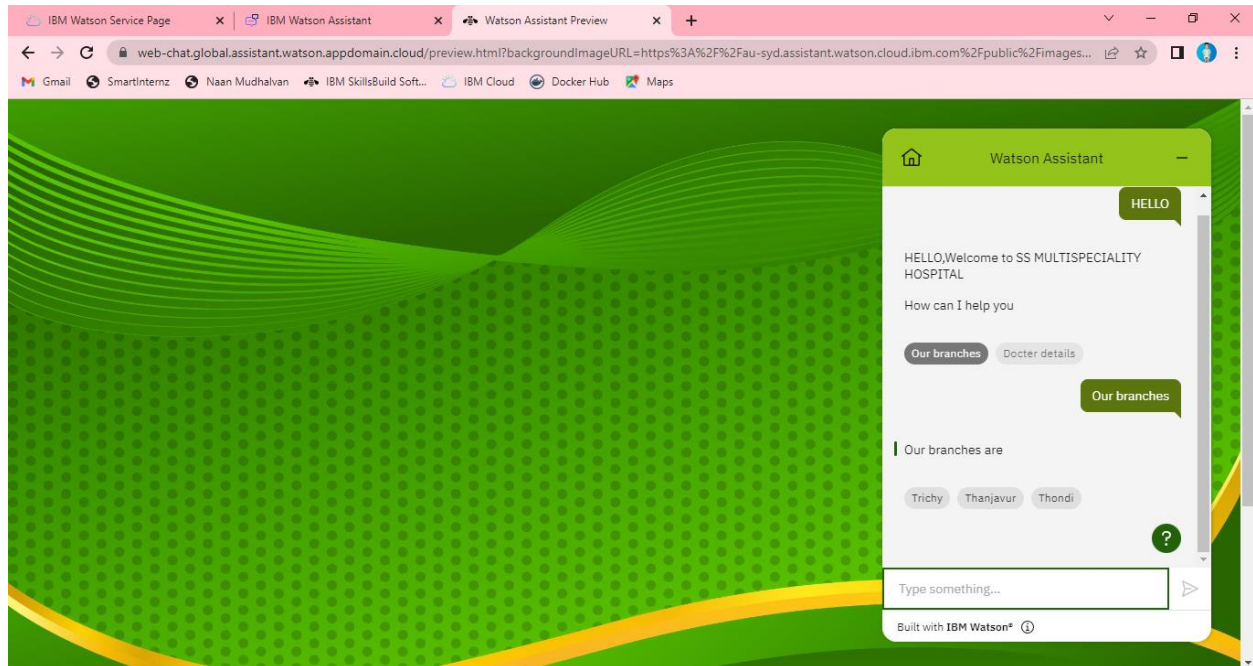 IBM Watson Service Page
IBM Watson Assistant
Watson Assistant Preview
web-chat.global.assistant.watson.appdomain.cloud/preview.html?backgroundImageURL=https%3A%2F%2Fau-syd.assistant.watson.cloud.ibm.com%2Fpublic%2Fimages...
Gmail SmartInternz Naan Mudhalvan IBM SkillsBuild Soft... IBM Cloud Docker Hub Maps
Watson Assistant
HELLO
HELLO,Welcome to SS MULTISPECIALITY
HOSPITAL
How can I help you
Our branches Docter details
Our branches
Our branches are
Trichy Thanjavur Thondi
?
Type something...
Built with IBM Watson®